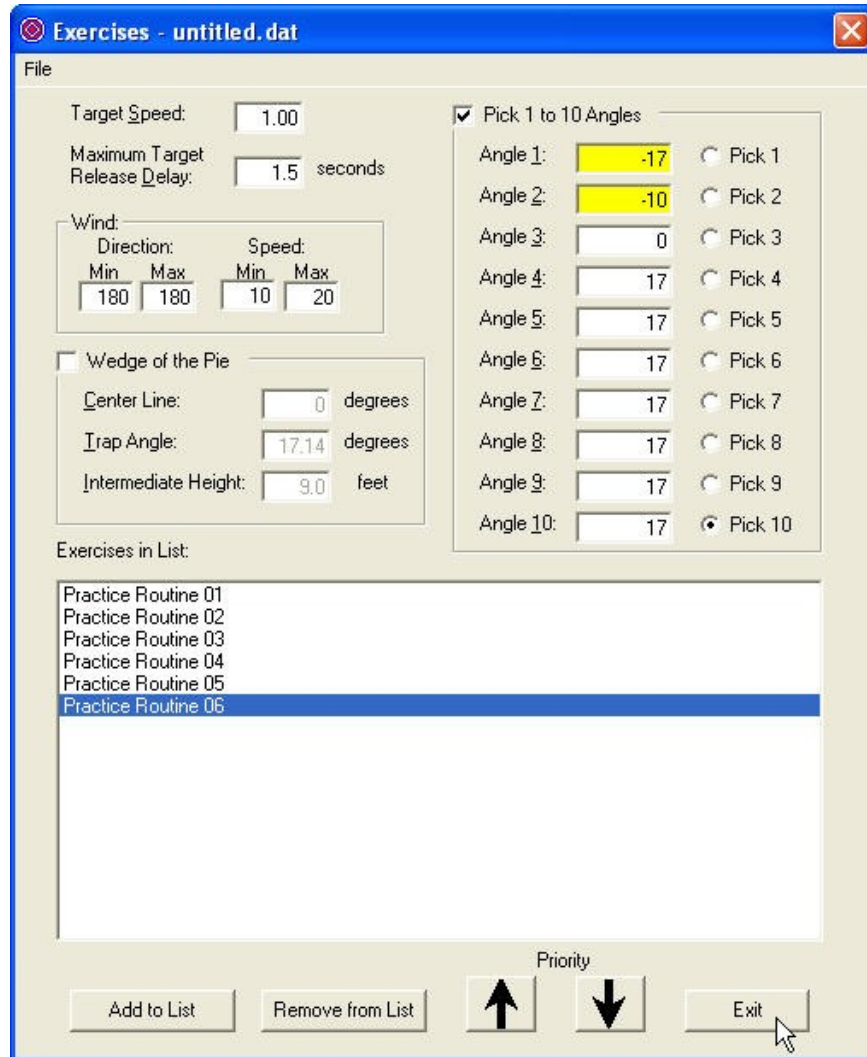 Exercises - untitled.dat
File
Target Speed: 1.00
Maximum Target
Release Delay: 1.5 seconds
Wind:
Direction: Speed:
Min Max Min Max
180 180 10 20
Wedge of the Pie
Center Line: 0 degrees
Trap Angle: 17.14 degrees
Intermediate Height: 9.0 feet
Pick 1 to 10 Angles
Angle 1: -17 Pick 1
Angle 2: -10 Pick 2
Angle 3: 0 Pick 3
Angle 4: 17 Pick 4
Angle 5: 17 Pick 5
Angle 6: 17 Pick 6
Angle 7: 17 Pick 7
Angle 8: 17 Pick 8
Angle 9: 17 Pick 9
Angle 10: 17 Pick 10
Exercises in List:
Practice Routine 01
Practice Routine 02
Practice Routine 03
Practice Routine 04
Practice Routine 05
Practice Routine 06
Priority
Add to List Remove from List Exit